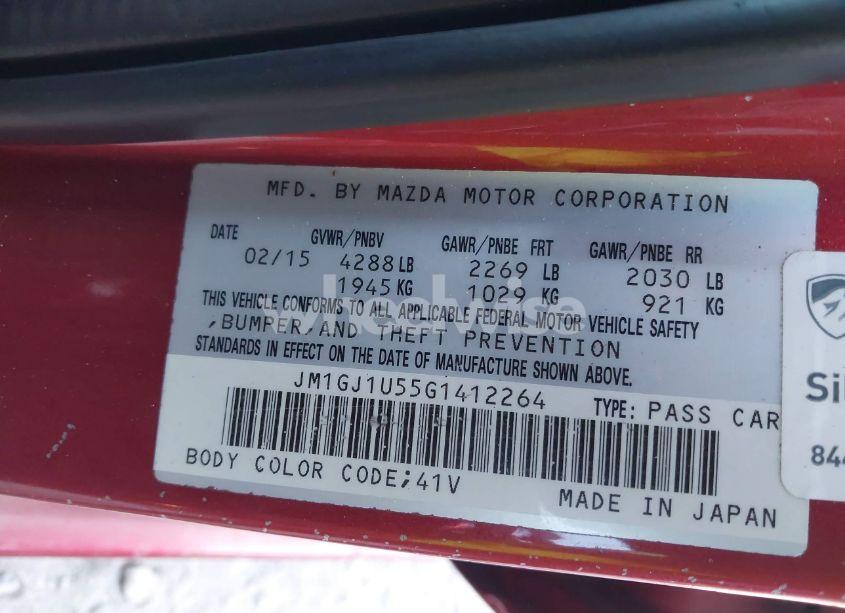 MFD. BY MAZDA MOTOR CORPORATION
DATE GVWR/PNBV GAWR/PNBE FRT GAWR/PNBE RR
02/15 4288 LB 2269 LB 2030 LB
1945 KG 1029 KG 921 KG
wheelwise
THIS VEHICLE CONFORMS TO ALL APPLICABLE FEDERAL MOTOR VEHICLE SAFETY
,BUMPER,AND THEFT PREVENTION
STANDARDS IN EFFECT ON THE DATE OF MANUFACTURE SHOWN ABOVE.
JM1GJ1U55G1412264 TYPE: PASS CAR
BODY COLOR CODE;41V
MADE IN JAPAN
Sil
844